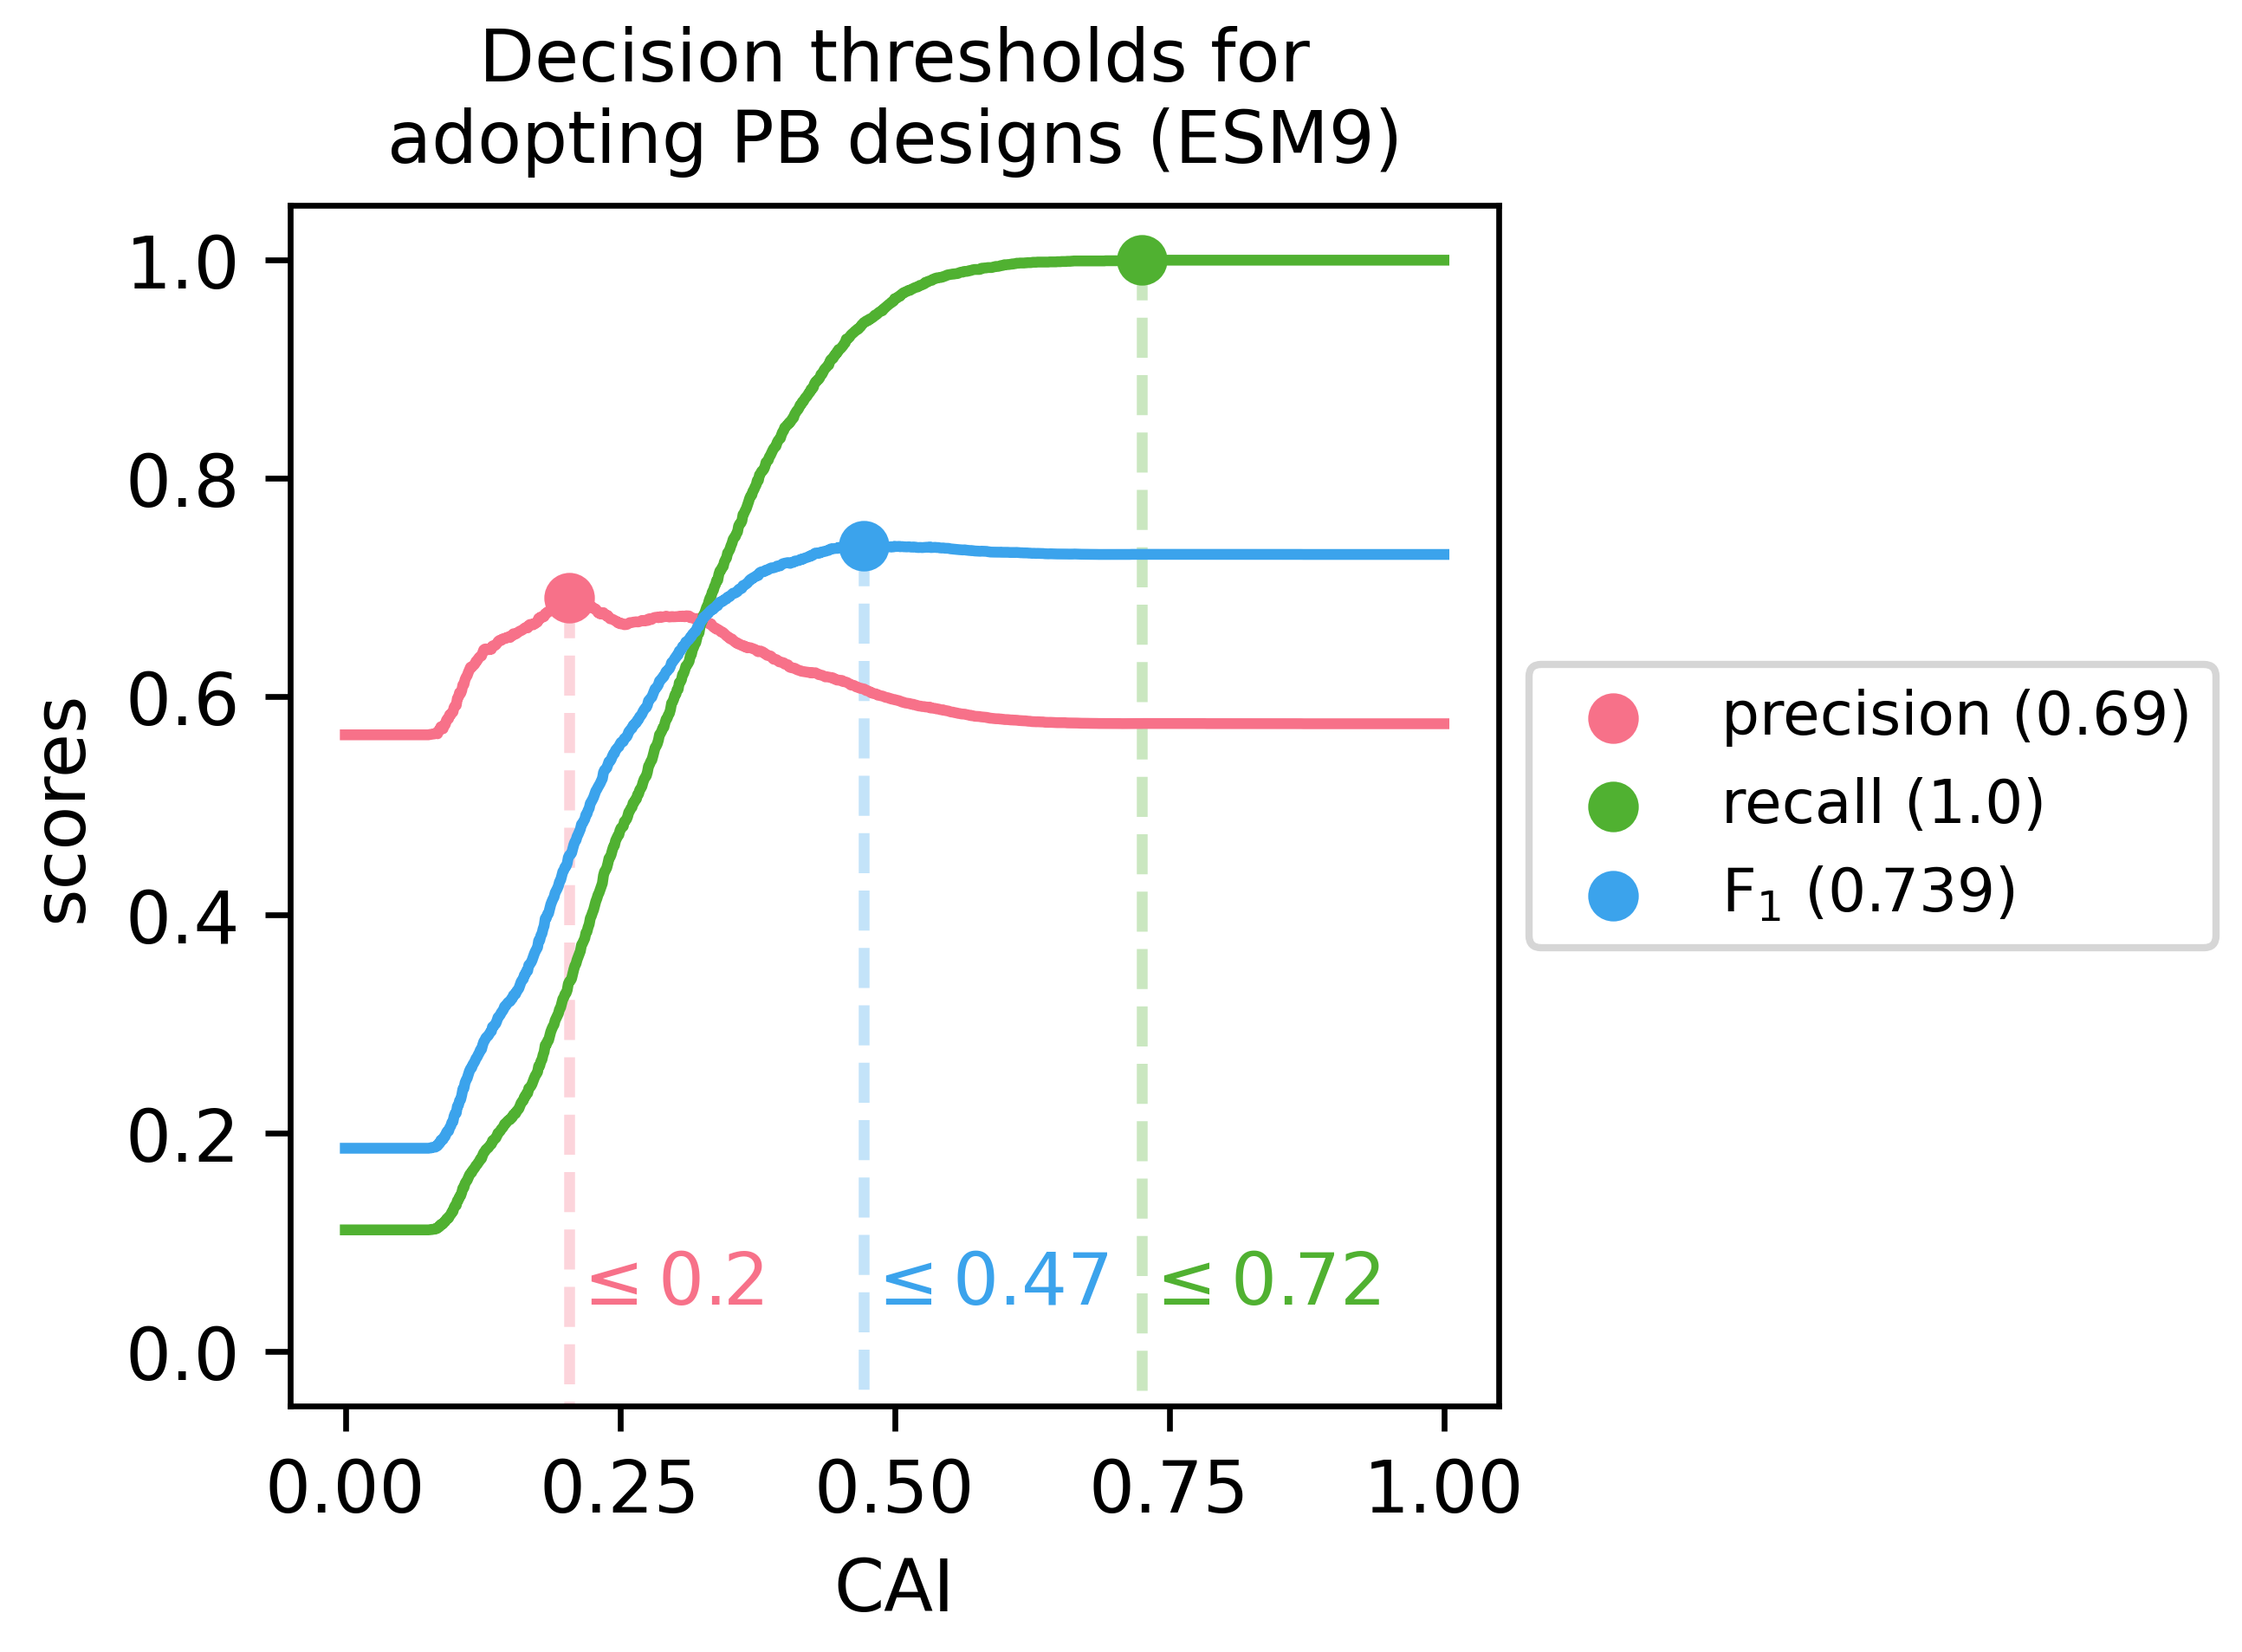 Decision thresholds for
adopting PB designs (ESM9)
1.0
0.8
0.6
0.4
0.2
0.0
scores
≤ 0.2
≤ 0.47
≤ 0.72
0.00
0.25
0.50
0.75
1.00
CAI
precision (0.69)
recall (1.0)
F₁ (0.739)